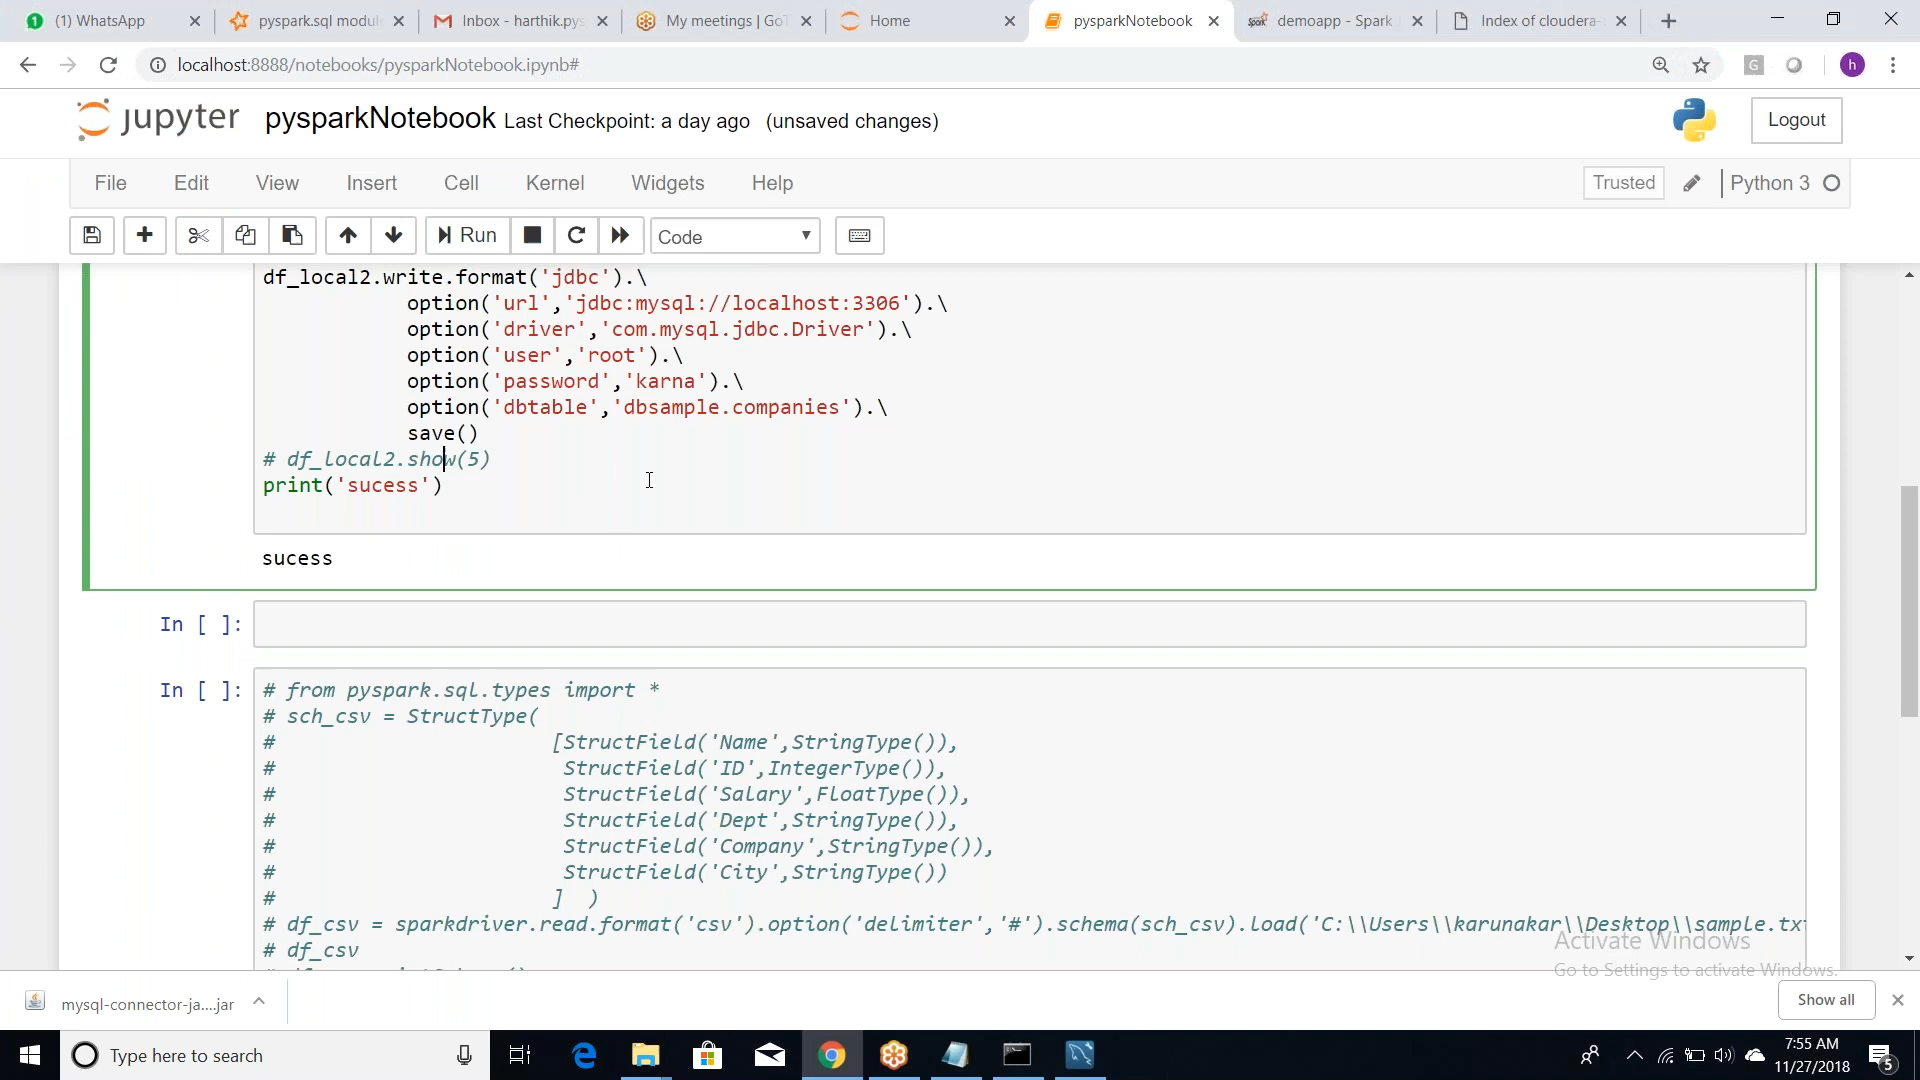 (1) WhatsApp
pyspark.sql modul
Inbox - harthik.pys
My meetings | GoT
Home
pysparkNotebook
demoapp - Spark
Index of cloudera-
localhost:8888/notebooks/pysparkNotebook.ipynb#
G
h
jupyter
pysparkNotebook Last Checkpoint: a day ago (unsaved changes)
Logout
File Edit View Insert Cell Kernel Widgets Help
Trusted
Python 3
Run
Code
df_local2.write.format('jdbc').\
option('url','jdbc:mysql://localhost:3306').\
option('driver','com.mysql.jdbc.Driver').\
option('user','root').\
option('password','karna').\
option('dbtable','dbsample.companies').\
save()
# df_local2.show(5)
print('sucess')
sucess
In [ ]:
In [ ]:
# from pyspark.sql.types import *
# sch_csv = StructType(
# [StructField('Name',StringType()),
# StructField('ID',IntegerType()),
# StructField('Salary',FloatType()),
# StructField('Dept',StringType()),
# StructField('Company',StringType()),
# StructField('City',StringType())
# ] )
# df_csv = sparkdriver.read.format('csv').option('delimiter','#').schema(sch_csv).load('C:\\Users\\karunakar\\Desktop\\sample.txt
# df_csv
Activate Windows
Go to Settings to activate Windows.
mysql-connector-ja....jar
Show all
Type here to search
7:55 AM
11/27/2018
5